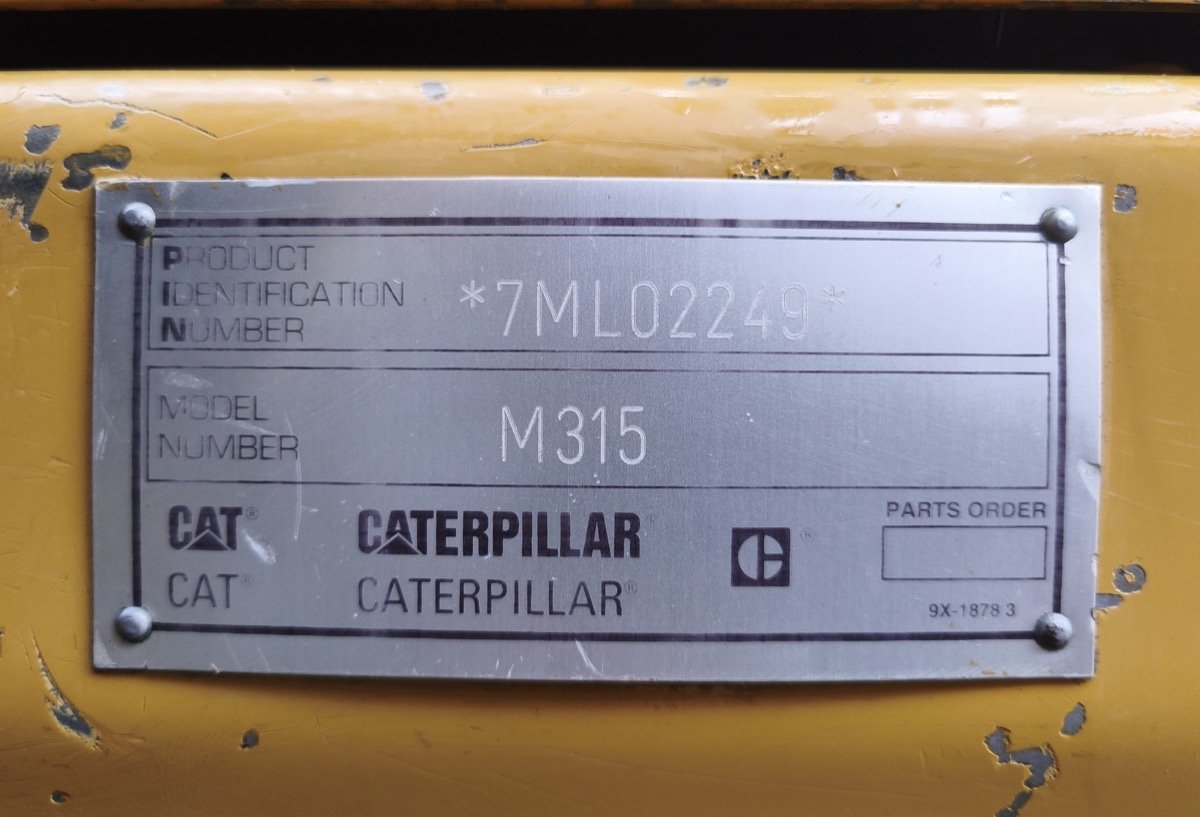 PRODUCT
IDENTIFICATION
NUMBER
*7ML02249*
MODEL
NUMBER
M315
CAT® CATERPILLAR® C ®
CAT® CATERPILLAR®
PARTS ORDER
9X-1878 3